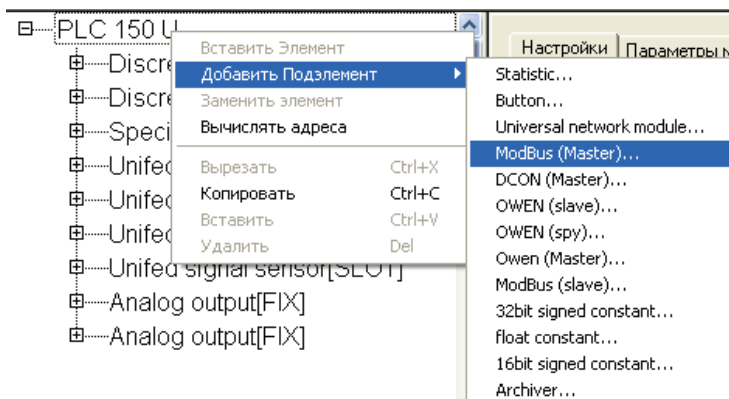 PLC 150 U
Настройки
Вставить Элемент
Добавить Подэлемент
Заменить элемент
Вычислять адреса
Вырезать Ctrl+X
Копировать Ctrl+C
Вставить Ctrl+V
Удалить Del
Unifed signal sensor[SLOT]
Analog output[FIX]
Analog output[FIX]
Statistic...
Button...
Universal network module...
ModBus (Master)...
DCON (Master)...
OWEN (slave)...
OWEN (spy)...
Owen (Master)...
ModBus (slave)...
32bit signed constant...
float constant...
16bit signed constant...
Archiver...